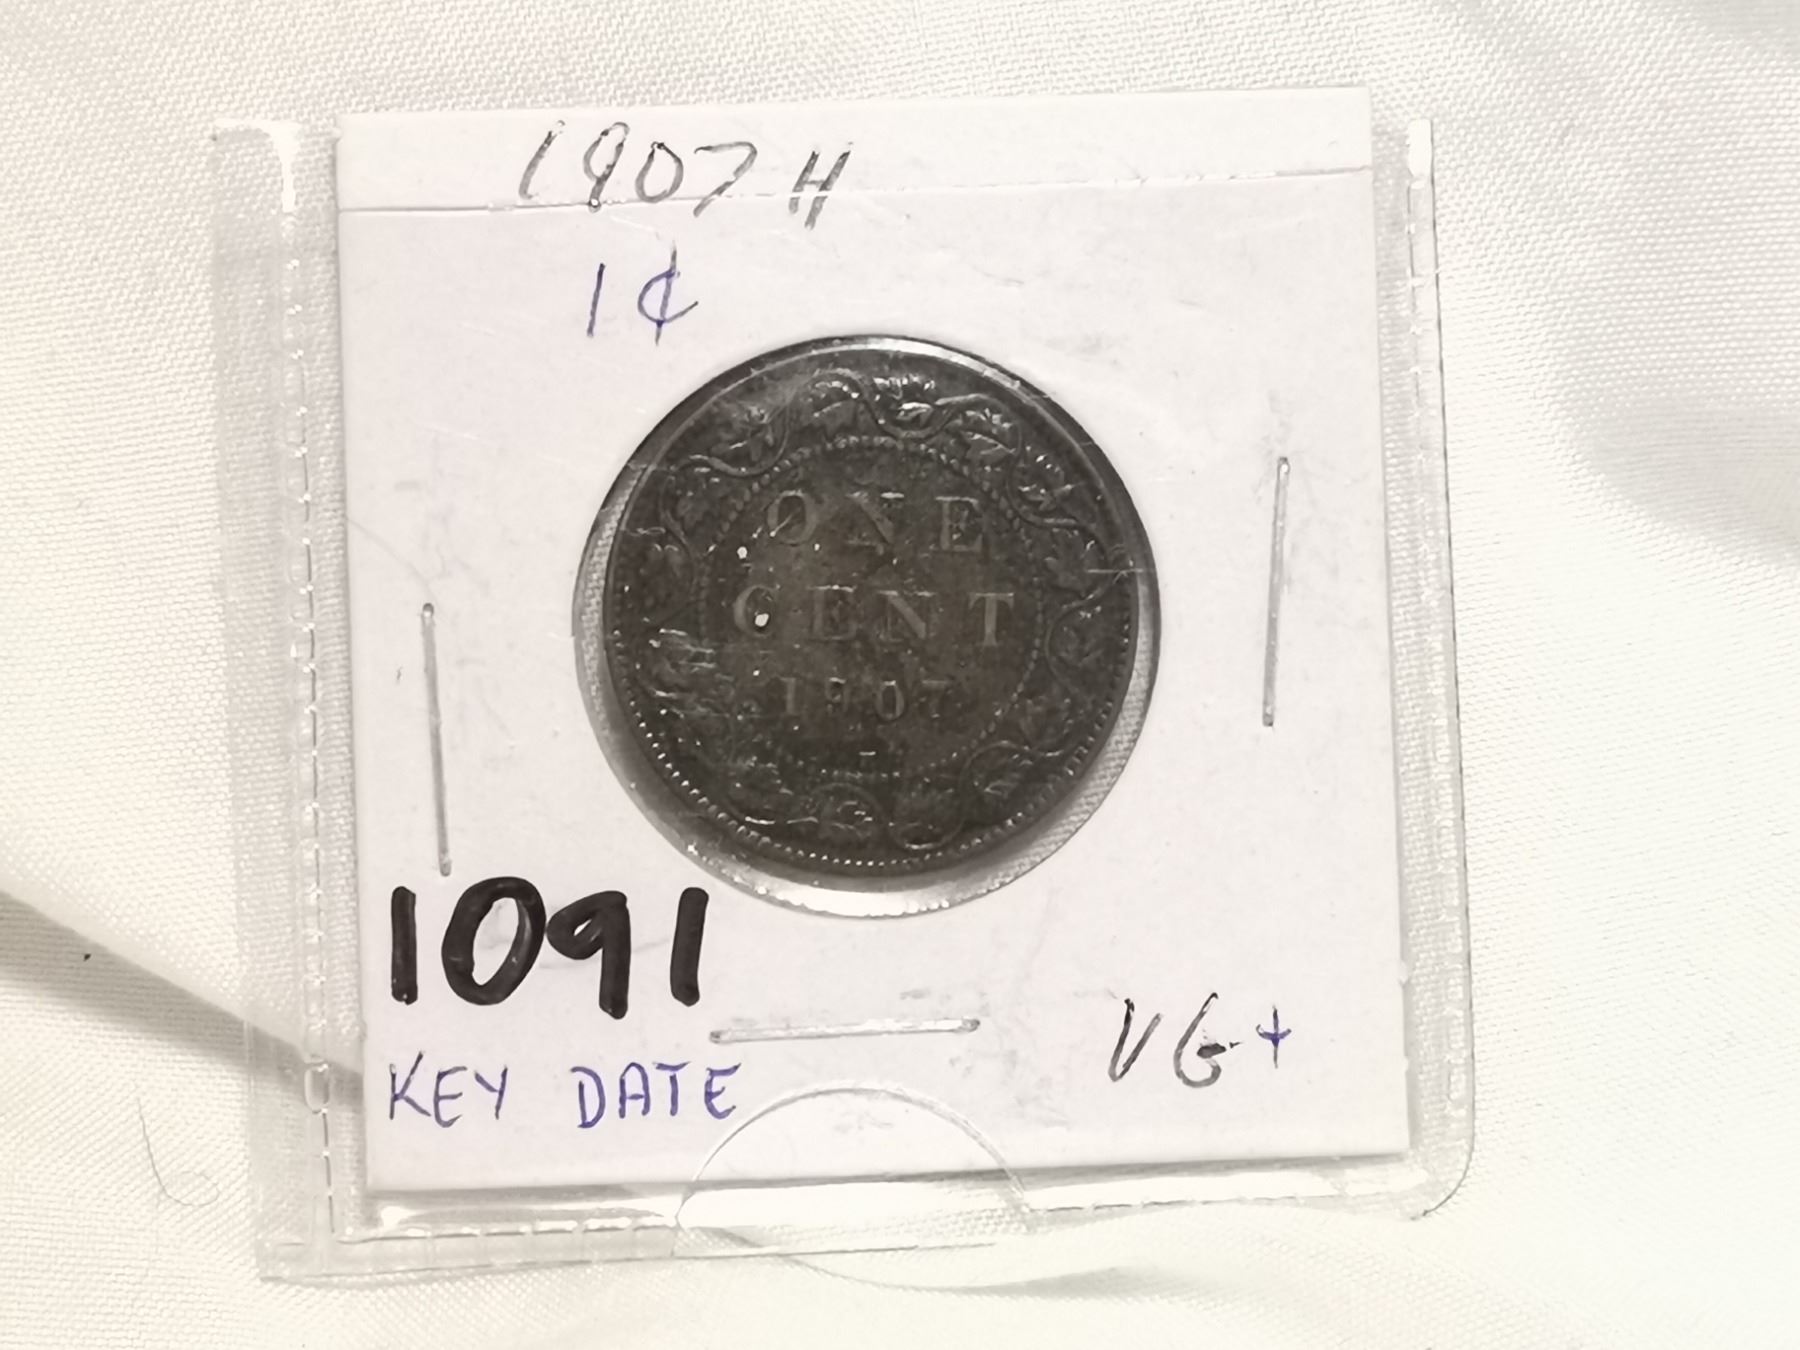 1907 H
1¢
ONE
CENT
1907
1091
VG+
KEY DATE